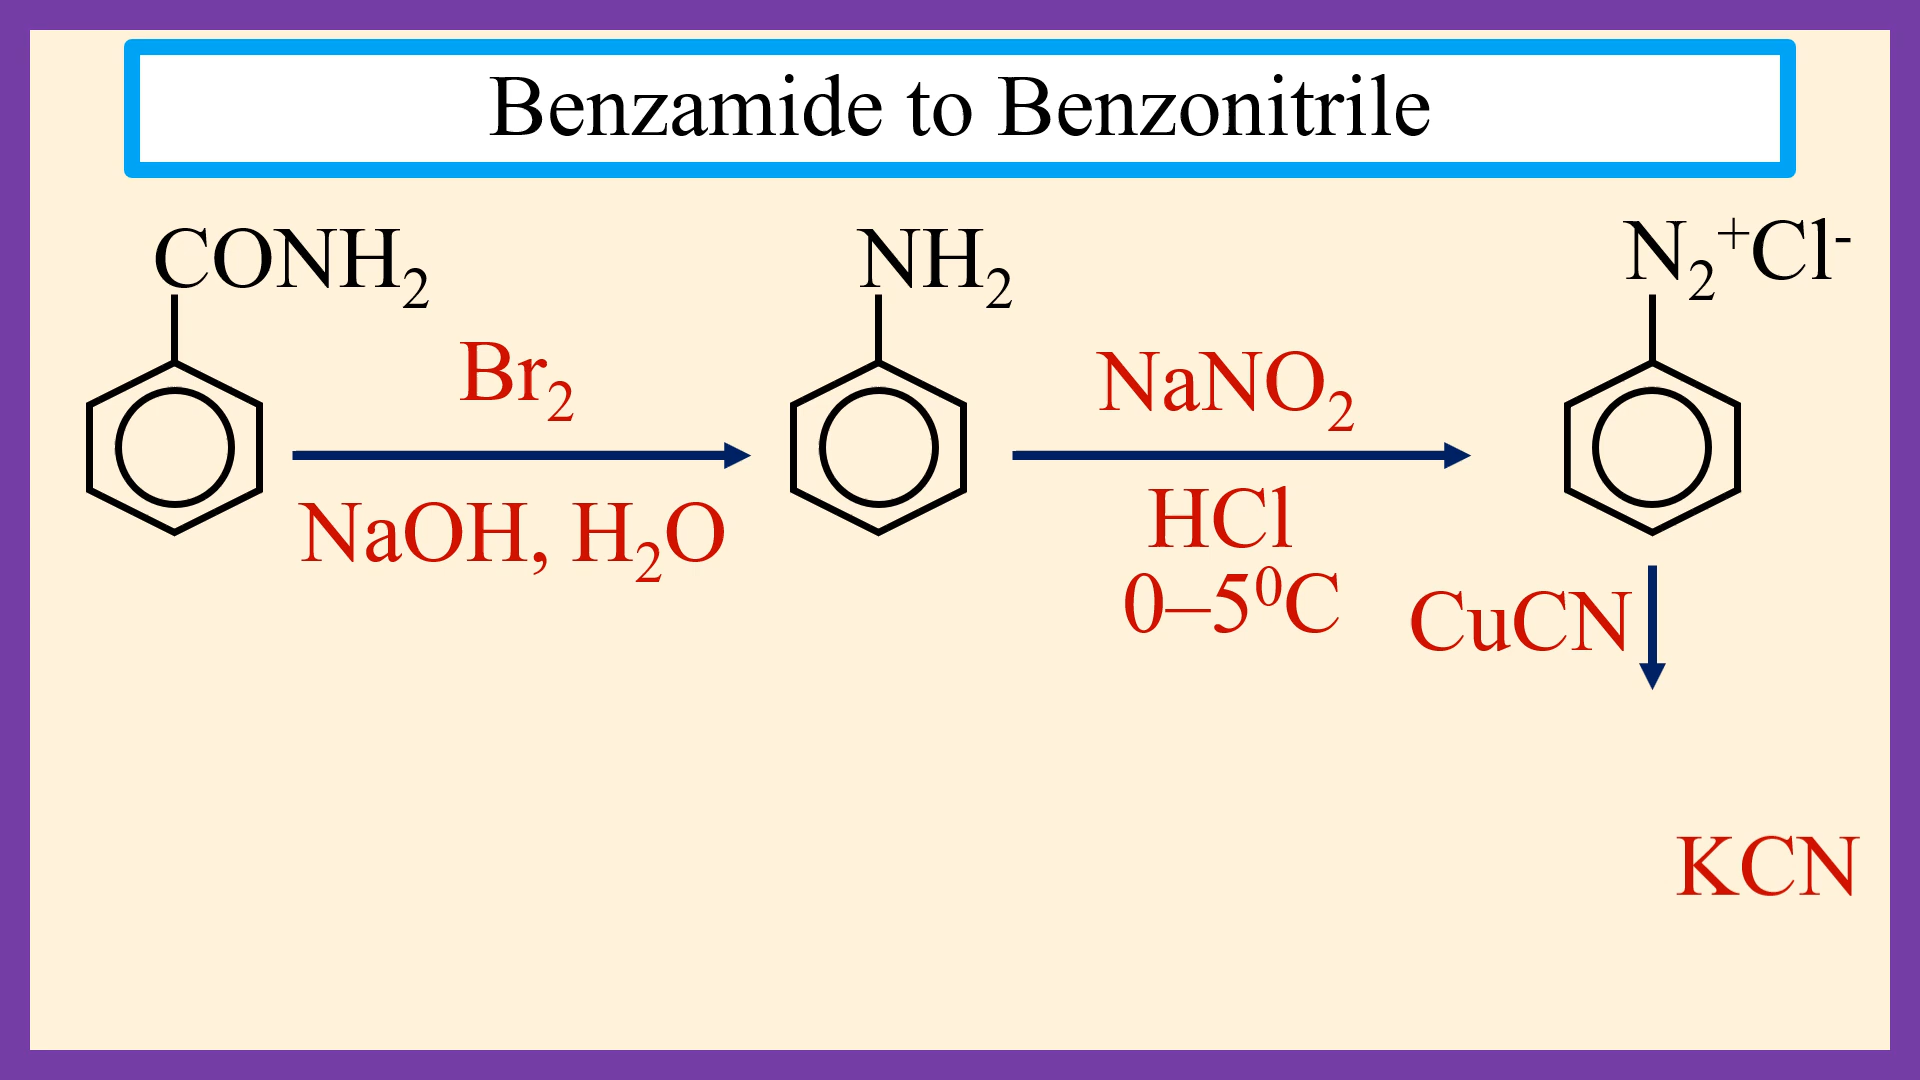 Benzamide to Benzonitrile
CONH₂
NH₂
N₂⁺Cl⁻
Br₂
NaOH, H₂O
NaNO₂
HCl
0–5⁰C
CuCN
KCN